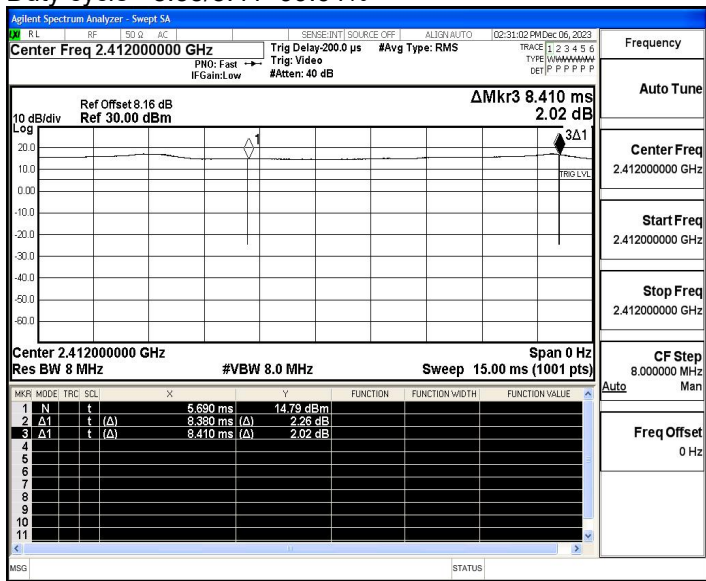 Agilent Spectrum Analyzer - Swept SA
LXI RL RF 50 Ω AC SENSE:INT SOURCE OFF ALIGN AUTO 02:31:02 PM Dec 06, 2023
Center Freq 2.412000000 GHz
Trig Delay-200.0 µs #Avg Type: RMS
TRACE 1 2 3 4 5 6
PNO: Fast Trig: Video
TYPE WWWWWW
IFGain:Low #Atten: 40 dB
DET P P P P P P
Frequency
ΔMkr3 8.410 ms
2.02 dB
Ref Offset 8.16 dB
10 dB/div Ref 30.00 dBm
Log
1
3Δ1
20.0
10.0
TRIG LVL
0.00
-10.0
-20.0
-30.0
-40.0
-50.0
-60.0
Center 2.412000000 GHz Span 0 Hz
Res BW 8 MHz #VBW 8.0 MHz Sweep 15.00 ms (1001 pts)
MKR MODE TRC SCL X Y FUNCTION FUNCTION WIDTH FUNCTION VALUE
1 N t 5.690 ms 14.79 dBm
2 Δ1 t (Δ) 8.380 ms (Δ) 2.26 dB
3 Δ1 t (Δ) 8.410 ms (Δ) 2.02 dB
4
5
6
7
8
9
10
11
MSG STATUS
Auto Tune
Center Freq
2.412000000 GHz
Start Freq
2.412000000 GHz
Stop Freq
2.412000000 GHz
CF Step
8.000000 MHz
Auto Man
Freq Offset
0 Hz